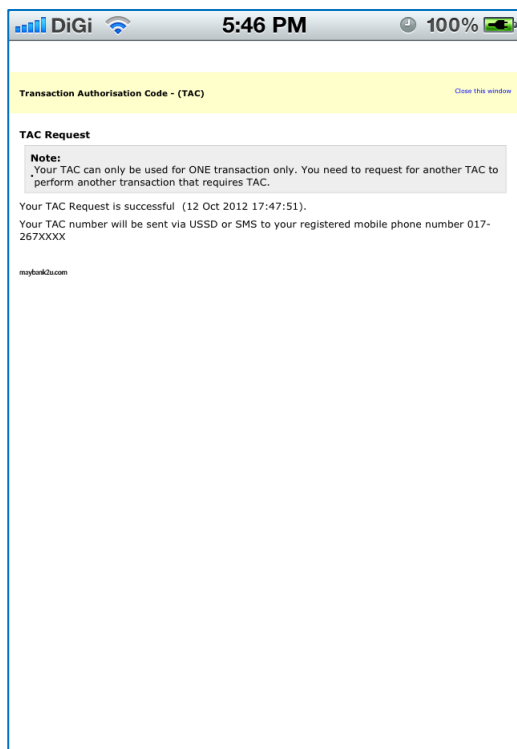 DiGi 5:46 PM 100%
Transaction Authorisation Code - (TAC) Close this window
TAC Request
Note:
Your TAC can only be used for ONE transaction only. You need to request for another TAC to
perform another transaction that requires TAC.
Your TAC Request is successful (12 Oct 2012 17:47:51).
Your TAC number will be sent via USSD or SMS to your registered mobile phone number 017-
267XXXX
maybank2u.com